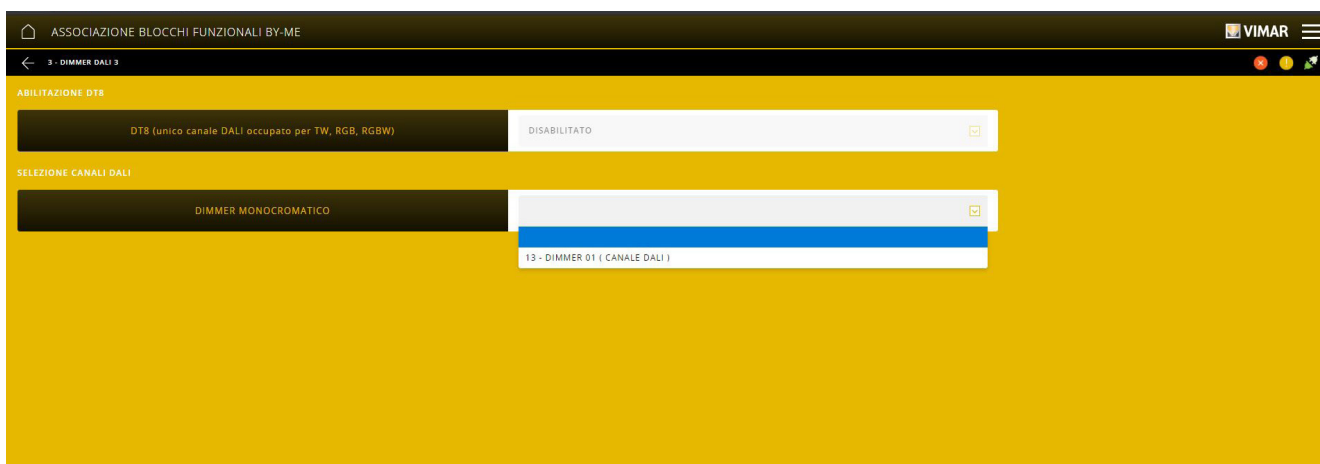 ASSOCIAZIONE BLOCCHI FUNZIONALI BY-ME
VIMAR
3 - DIMMER DALI 3
ABILITAZIONE DT8
DT8 (unico canale DALI occupato per TW, RGB, RGBW)
DISABILITATO
SELEZIONE CANALI DALI
DIMMER MONOCROMATICO
13 - DIMMER 01 ( CANALE DALI )